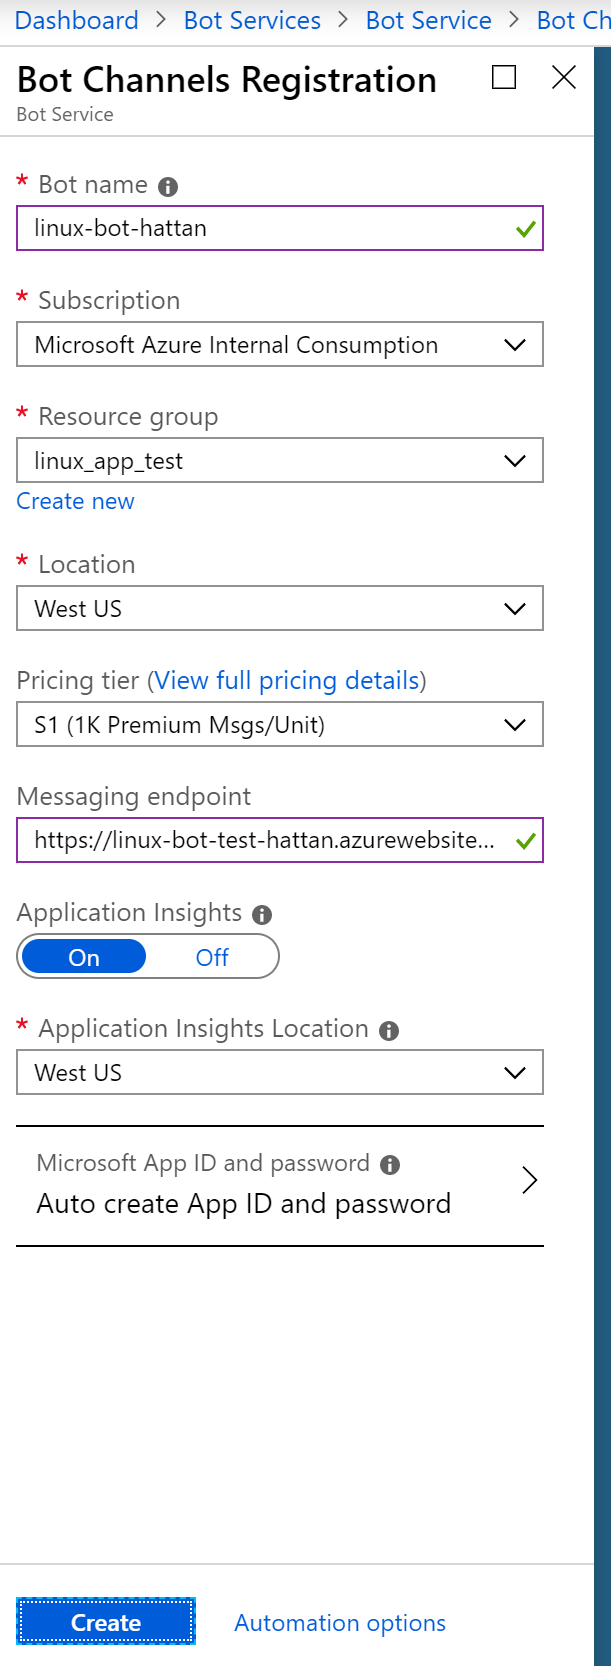 Dashboard > Bot Services > Bot Service > Bot Ch
Bot Channels Registration
Bot Service
* Bot name
linux-bot-hattan
* Subscription
Microsoft Azure Internal Consumption
* Resource group
linux_app_test
Create new
* Location
West US
Pricing tier (View full pricing details)
S1 (1K Premium Msgs/Unit)
Messaging endpoint
https://linux-bot-test-hattan.azurewebsite...
Application Insights
On Off
* Application Insights Location
West US
Microsoft App ID and password
Auto create App ID and password
Create Automation options